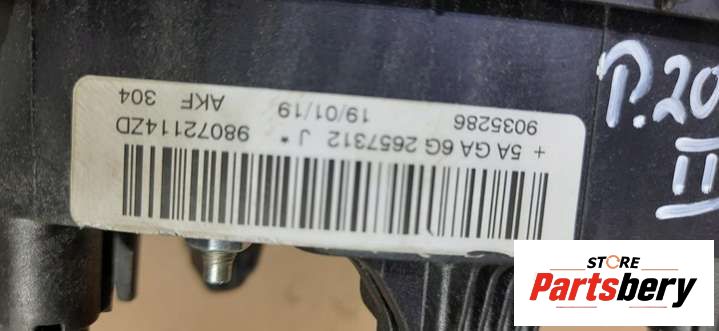 + 5A GA 6G 2657312 J * 98072114ZD
9035286 19/01/19 AKF 304
P.20
STORE
Partsbery